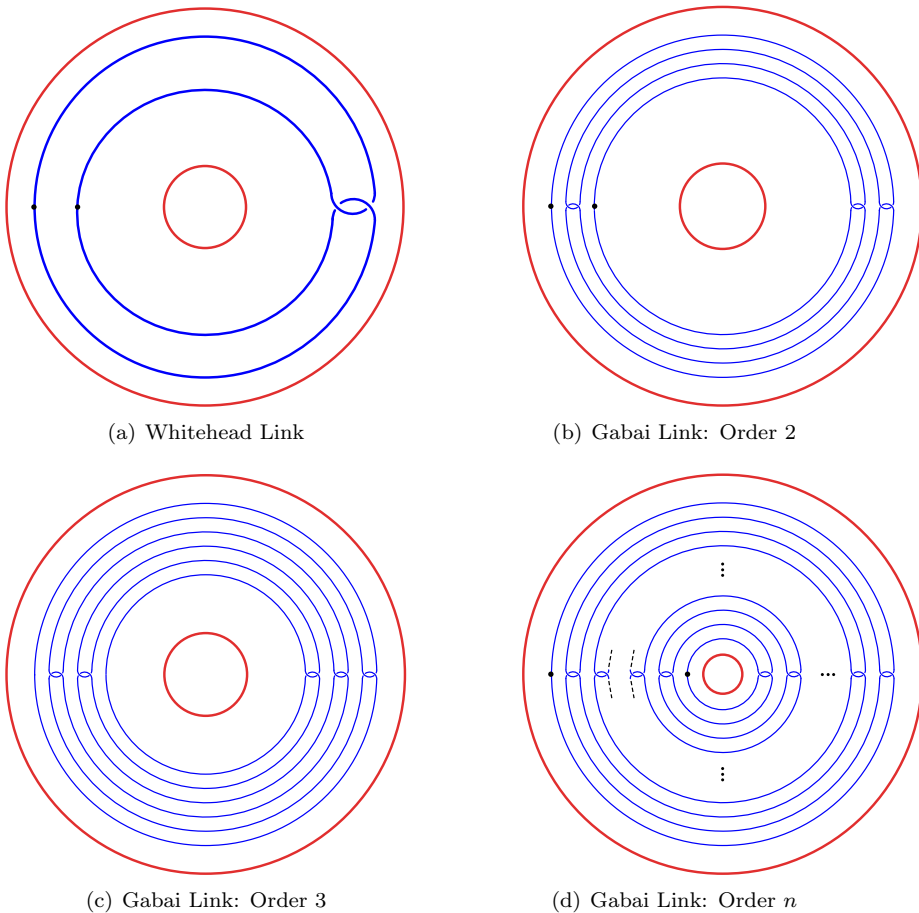 (a) Whitehead Link
(b) Gabai Link: Order 2
(c) Gabai Link: Order 3
(d) Gabai Link: Order n